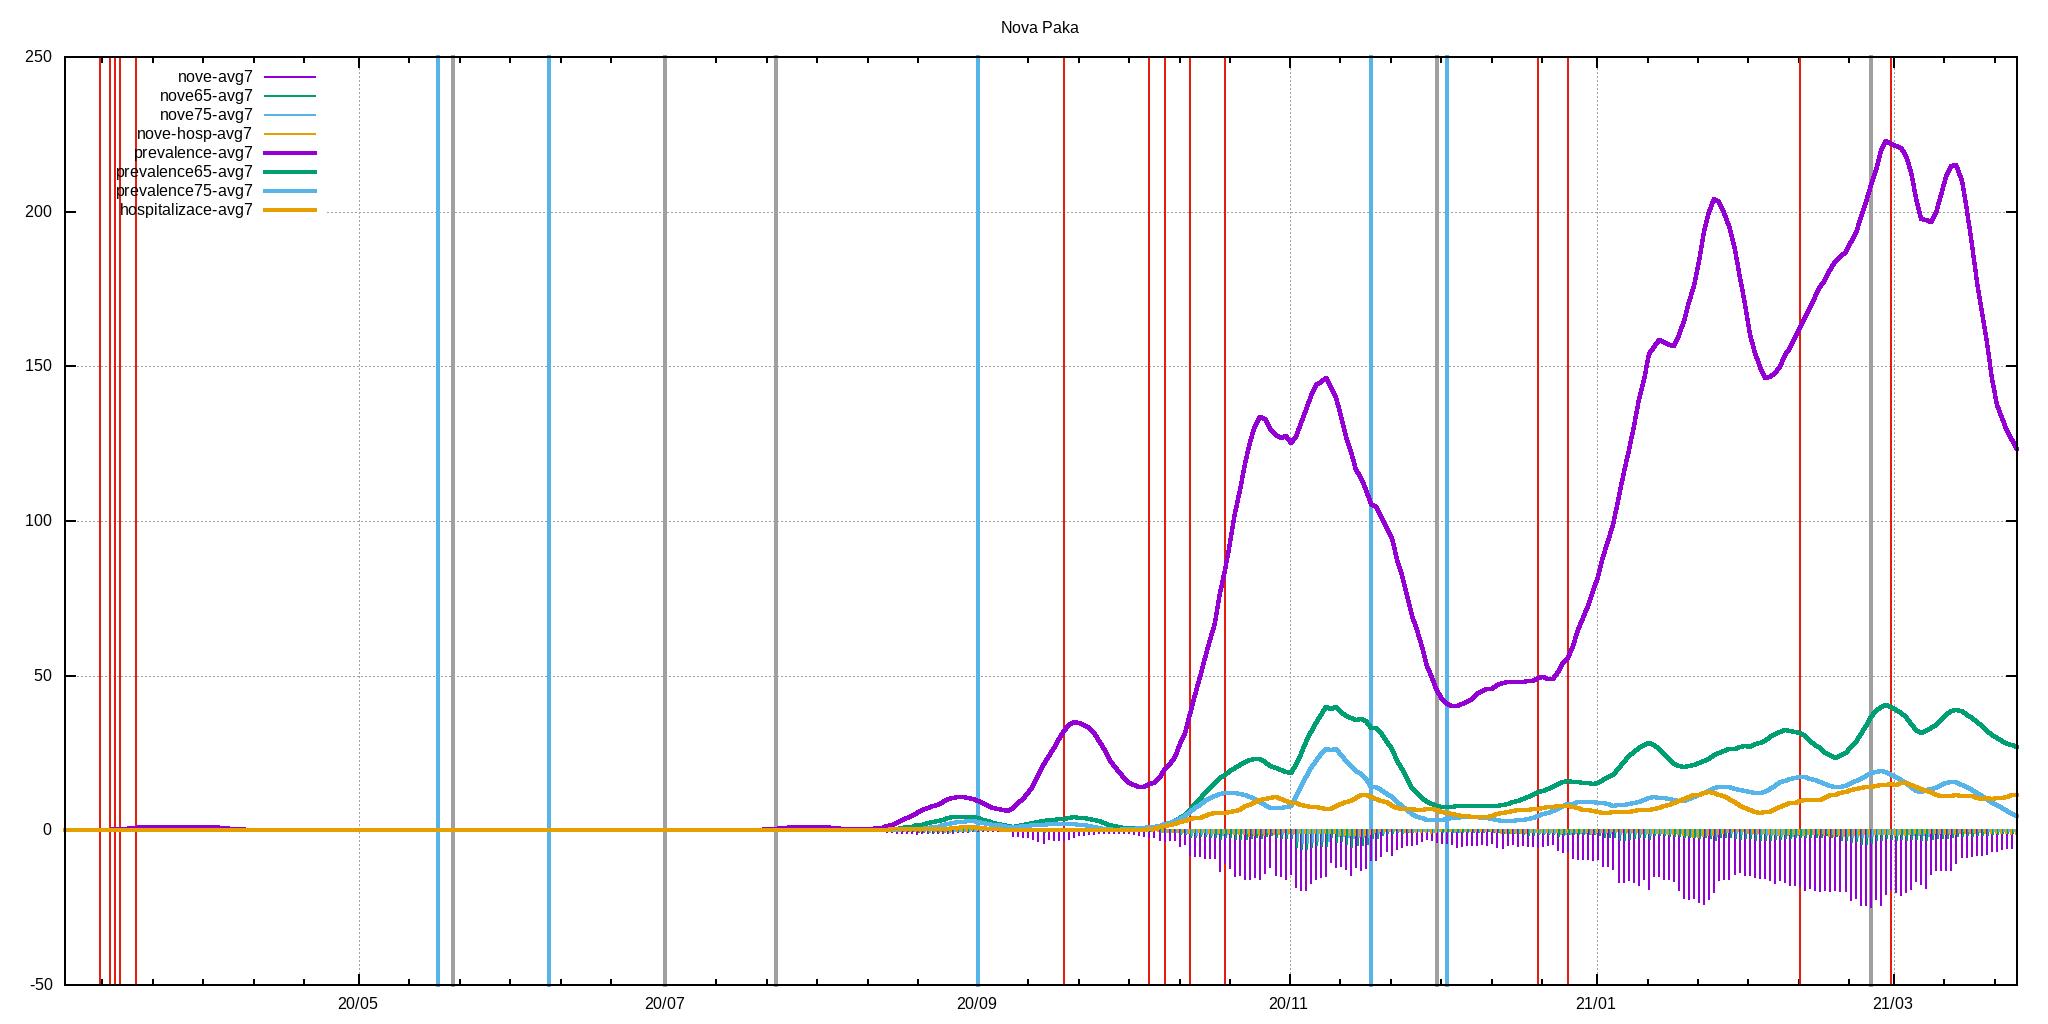 Nova Paka
250
200
150
100
50
0
-50
nove-avg7
nove65-avg7
nove75-avg7
nove-hosp-avg7
prevalence-avg7
prevalence65-avg7
prevalence75-avg7
hospitalizace-avg7
20/05
20/07
20/09
20/11
21/01
21/03